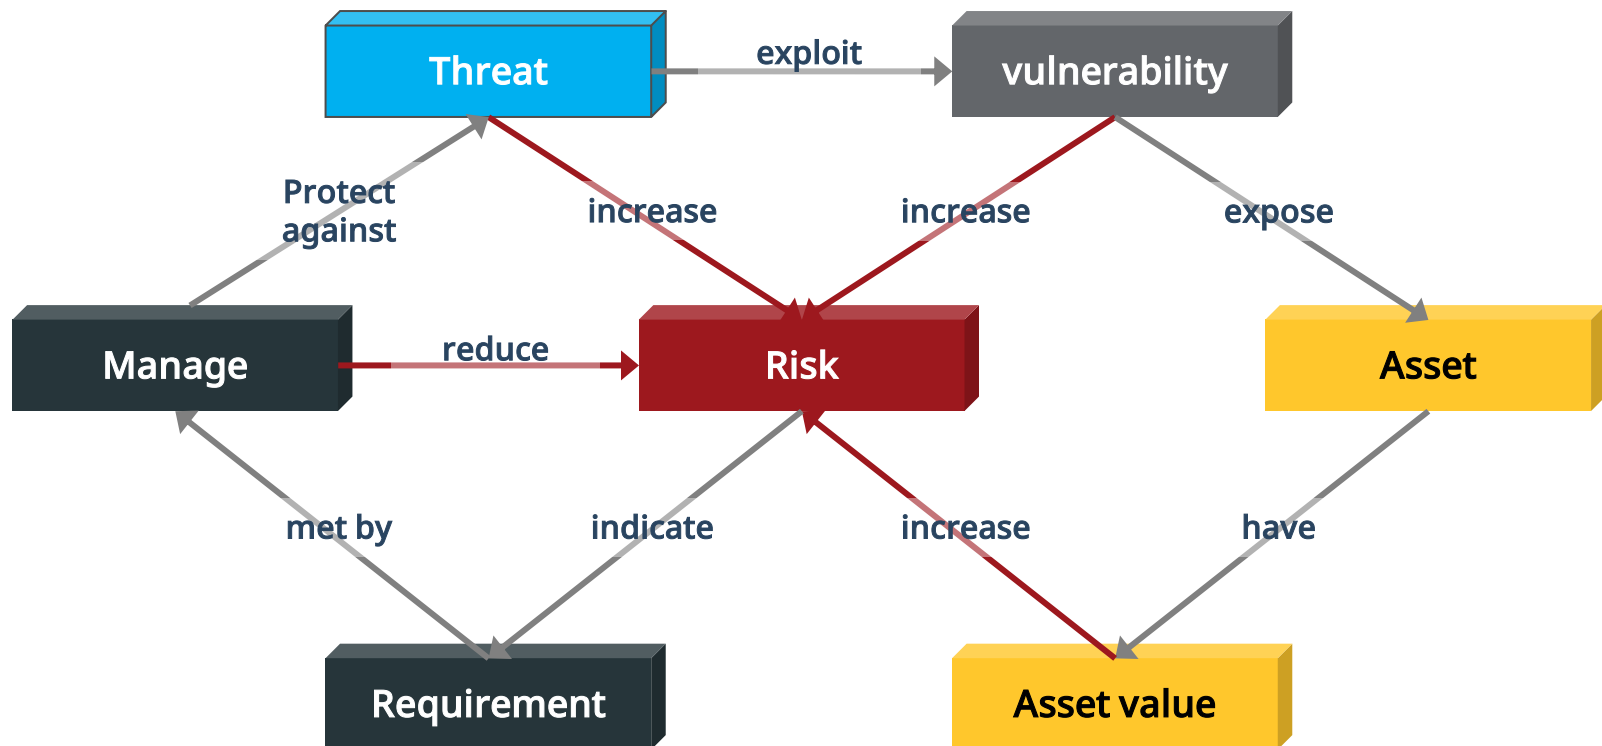 Threat
exploit
vulnerability
Protect
against
increase
increase
expose
Manage
reduce
Risk
Asset
met by
indicate
increase
have
Requirement
Asset value